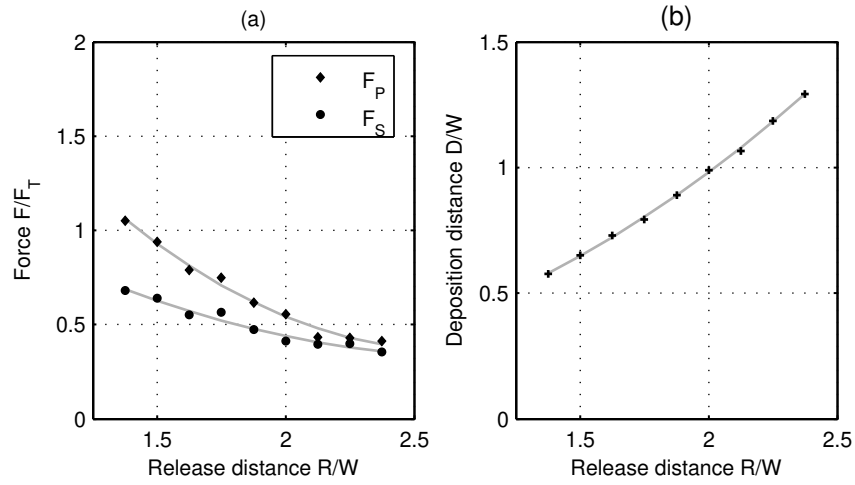 (a)
2
1.5
1
0.5
0
1.5
2
2.5
Force F/F_T
Release distance R/W
F_P
F_S
(b)
1.5
1
0.5
0
1.5
2
2.5
Deposition distance D/W
Release distance R/W